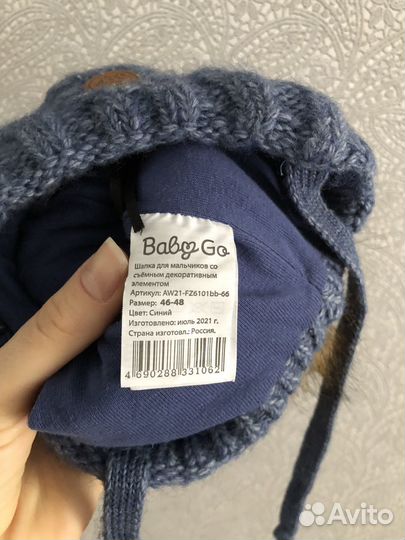 Baby Go
Шапка для мальчиков со
съёмным декоративным
элементом
Артикул: AW21-FZ6101bb-66
Размер: 46-48
Цвет: Синий
Изготовлено: июль 2021 г.
Страна изготовл.: Россия.
4 690288 331062
Avito